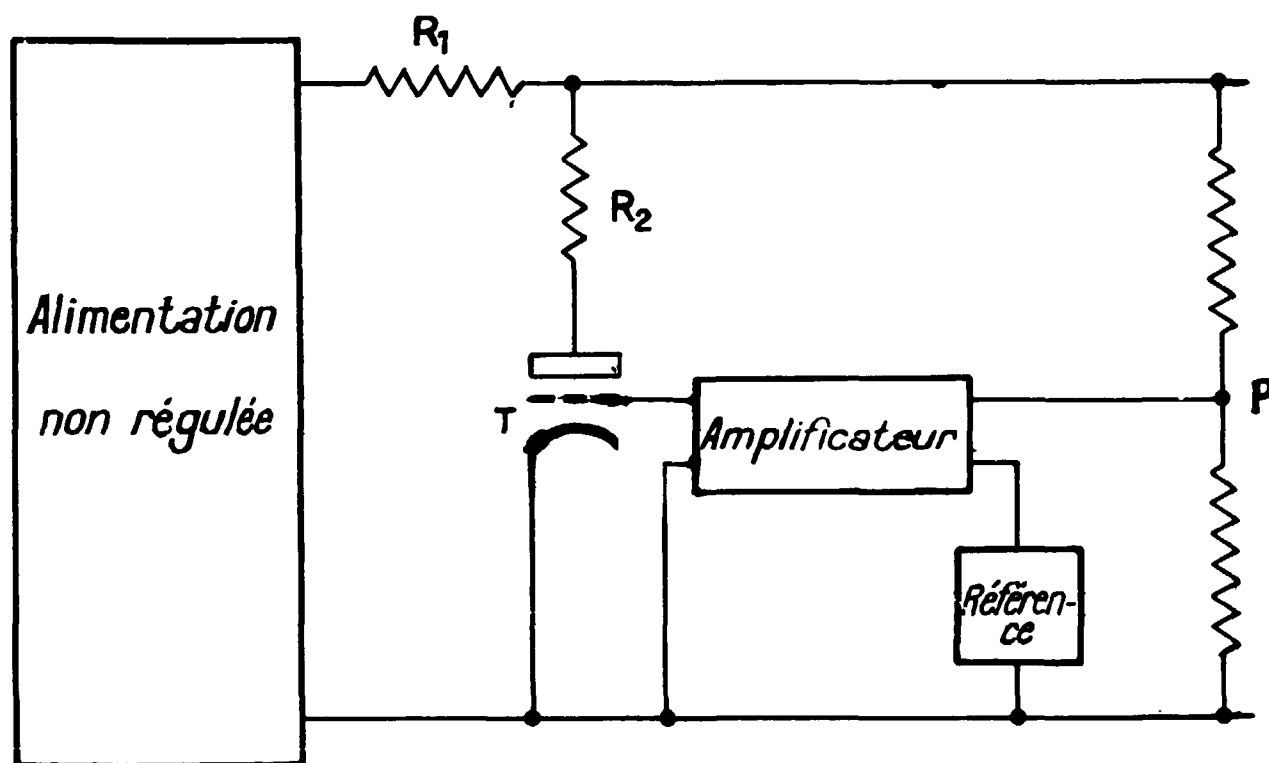 R₁
R₂
Alimentation
non régulée
T
Amplificateur
P
Référen-
ce